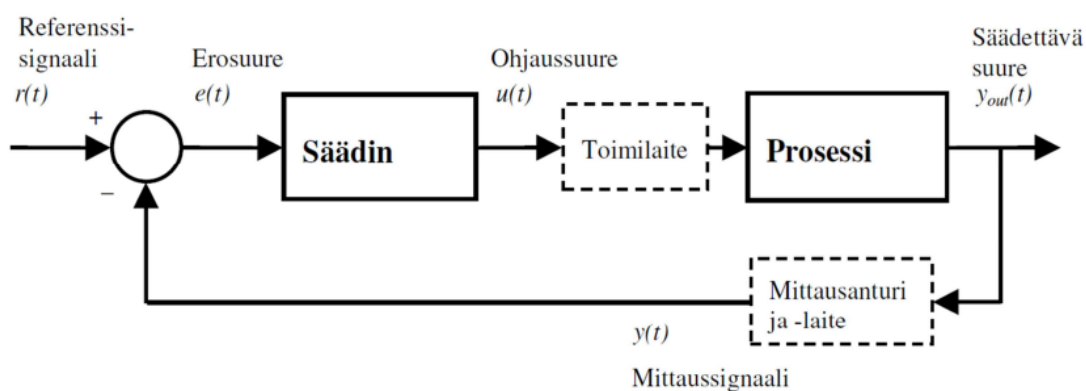 Referenssi-
signaali
r(t)
Erosuure
e(t)
Ohjaussuure
u(t)
Säädettävä
suure
y_out(t)
+
−
Säädin
Toimilaite
Prosessi
Mittausanturi
ja -laite
y(t)
Mittaussignaali